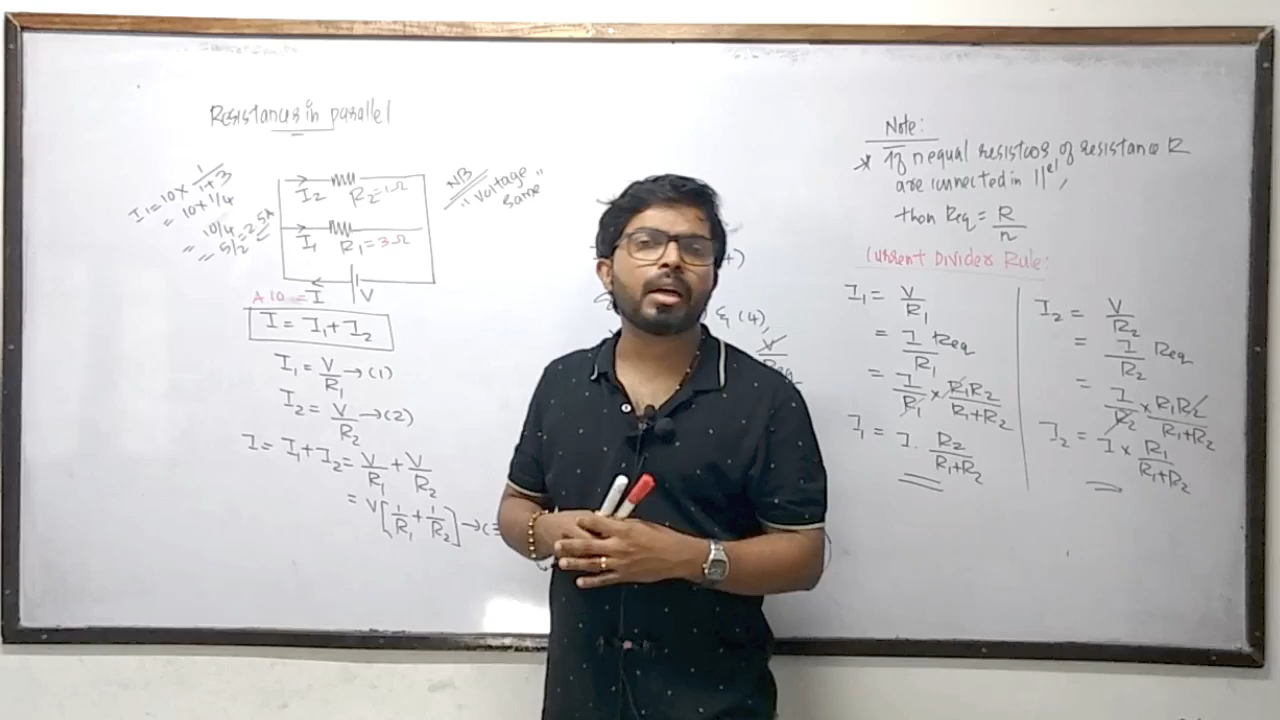 Resistances in parallel
I₁ = 10 × 1/(1+3)
= 10 × 1/4
= 10/4 = 2.5A
= 5/2
I₂ R₂ = 1Ω
I₁ R₁ = 3Ω
NB
"Voltage same"
A 10 = I V
I = I₁ + I₂
I₁ = V/R₁ → (1)
I₂ = V/R₂ → (2)
I = I₁ + I₂ = V/R₁ + V/R₂
= V[1/R₁ + 1/R₂] → (
(4),
V
Note:
* If n equal resistors of resistance R
are connected in ||el,
then Req = R/n
Current Divider Rule:
I₁ = V/R₁
= I/R₁ Req
= I/R₁ × R₁R₂/(R₁+R₂)
I₁ = I · R₂/(R₁+R₂)
I₂ = V/R₂
= I/R₂ Req
= I/R₂ × R₁R₂/(R₁+R₂)
I₂ = I × R₁/(R₁+R₂)